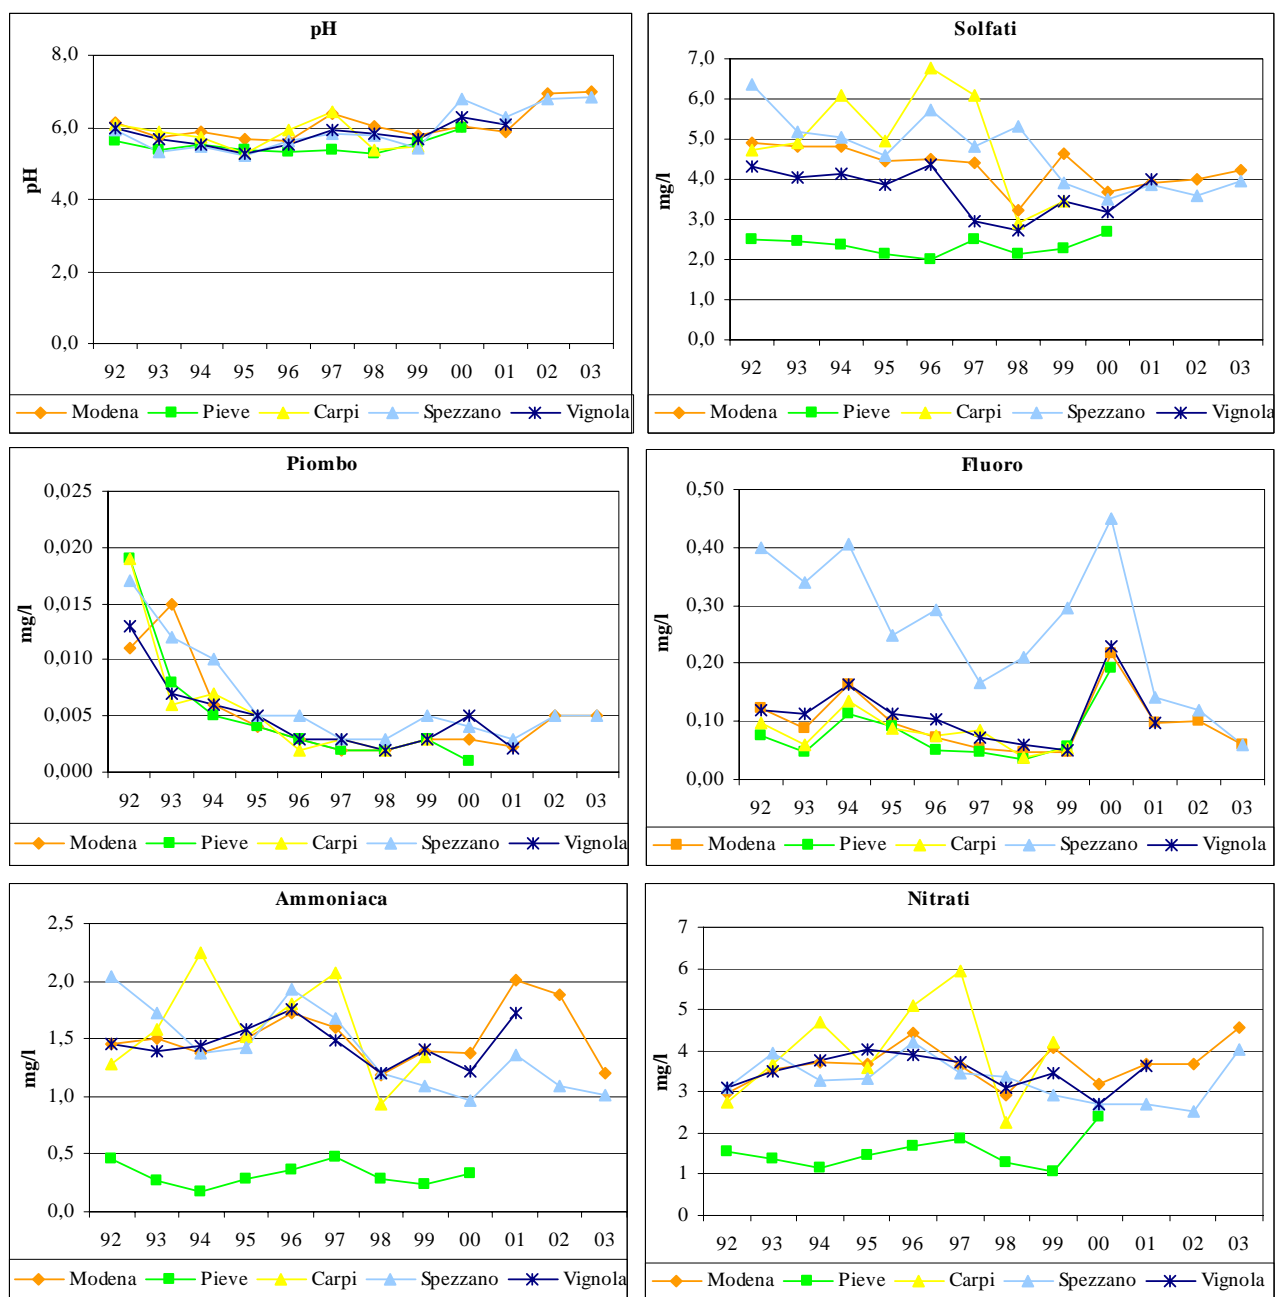 pH
8,0
6,0
4,0
2,0
0,0
pH
92 93 94 95 96 97 98 99 00 01 02 03
Modena Pieve Carpi Spezzano Vignola
Solfati
7,0
6,0
5,0
4,0
3,0
2,0
1,0
0,0
mg/l
92 93 94 95 96 97 98 99 00 01 02 03
Modena Pieve Carpi Spezzano Vignola
Piombo
0,025
0,020
0,015
0,010
0,005
0,000
mg/l
92 93 94 95 96 97 98 99 00 01 02 03
Modena Pieve Carpi Spezzano Vignola
Fluoro
0,50
0,40
0,30
0,20
0,10
0,00
mg/l
92 93 94 95 96 97 98 99 00 01 02 03
Modena Pieve Carpi Spezzano Vignola
Ammoniaca
2,5
2,0
1,5
1,0
0,5
0,0
mg/l
92 93 94 95 96 97 98 99 00 01 02 03
Modena Pieve Carpi Spezzano Vignola
Nitrati
7
6
5
4
3
2
1
0
mg/l
92 93 94 95 96 97 98 99 00 01 02 03
Modena Pieve Carpi Spezzano Vignola